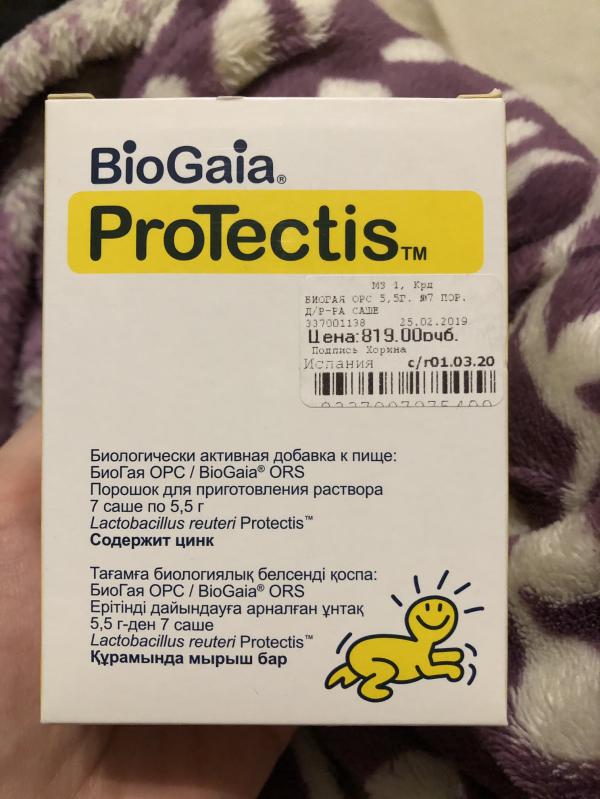 BioGaia®
ProTectis™
МЗ 1, Крд
БИОГАЯ ОРС 5,5Г. №7 ПОР.
Д/Р-РА САШЕ
337001138 25.02.2019
Цена:819.00руб.
Подпись Хорина
Испания с/г01.03.20
Биологически активная добавка к пище:
БиоГая ОРС / BioGaia® ORS
Порошок для приготовления раствора
7 саше по 5,5 г
Lactobacillus reuteri Protectis™
Содержит цинк
Тағамға биологиялық белсенді қоспа:
БиоГая ОРС / BioGaia® ORS
Ерітінді дайындауға арналған ұнтақ
5,5 г-ден 7 саше
Lactobacillus reuteri Protectis™
Құрамында мырыш бар